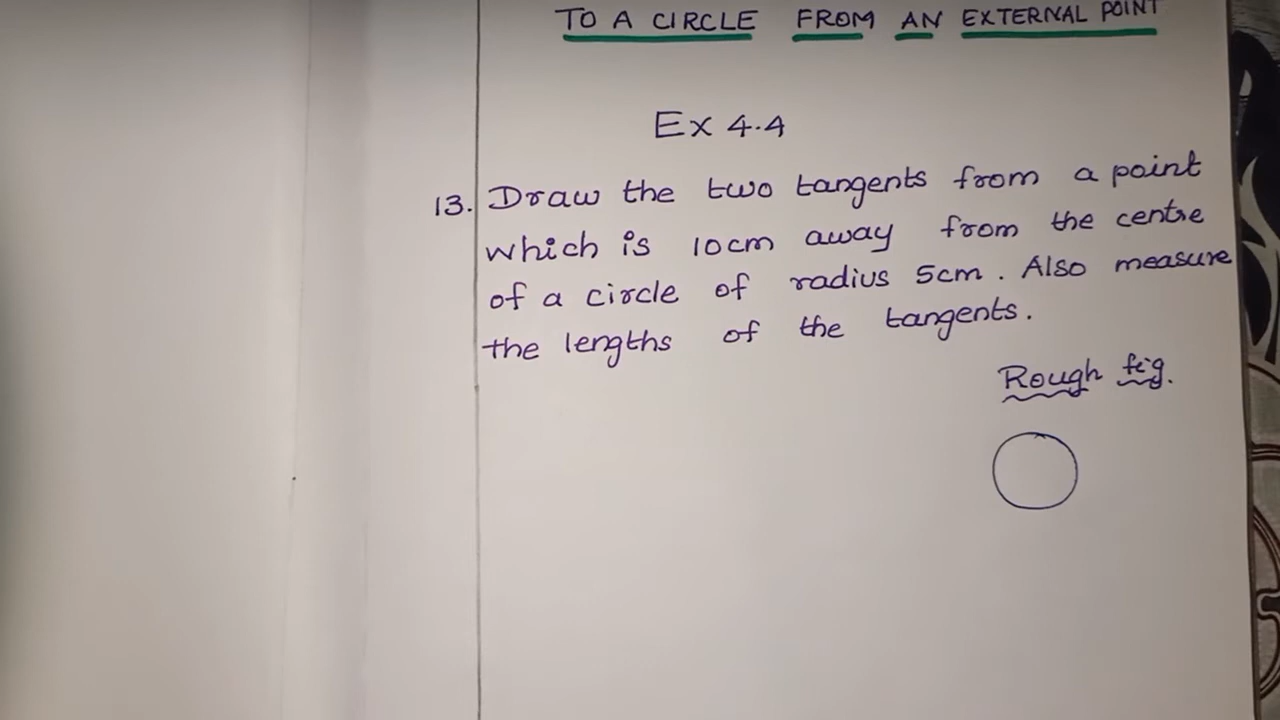 TO A CIRCLE FROM AN EXTERNAL POINT
Ex 4.4
13. Draw the two tangents from a point
which is 10cm away from the centre
of a circle of radius 5cm. Also measure
the lengths of the tangents.
Rough fig.